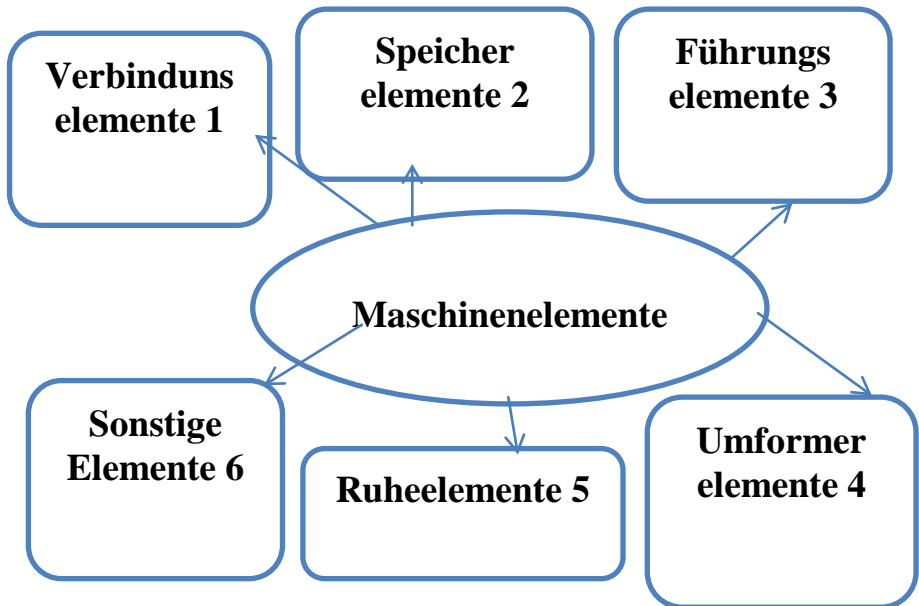 Verbinduns
elemente 1
Speicher
elemente 2
Führungs
elemente 3
Maschinenelemente
Sonstige
Elemente 6
Ruheelemente 5
Umformer
elemente 4